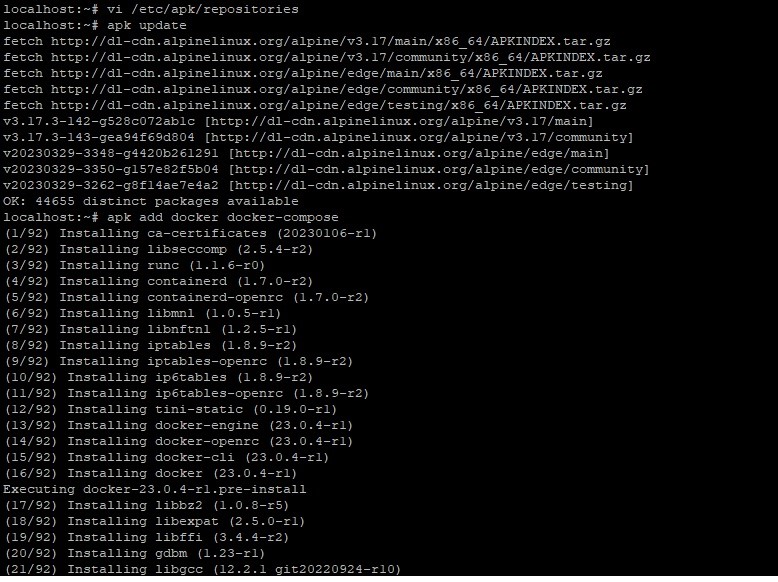 localhost:~# vi /etc/apk/repositories
localhost:~# apk update
fetch http://dl-cdn.alpinelinux.org/alpine/v3.17/main/x86_64/APKINDEX.tar.gz
fetch http://dl-cdn.alpinelinux.org/alpine/v3.17/community/x86_64/APKINDEX.tar.gz
fetch http://dl-cdn.alpinelinux.org/alpine/edge/main/x86_64/APKINDEX.tar.gz
fetch http://dl-cdn.alpinelinux.org/alpine/edge/community/x86_64/APKINDEX.tar.gz
fetch http://dl-cdn.alpinelinux.org/alpine/edge/testing/x86_64/APKINDEX.tar.gz
v3.17.3-142-g528c072ab1c [http://dl-cdn.alpinelinux.org/alpine/v3.17/main]
v3.17.3-143-gea94f69d804 [http://dl-cdn.alpinelinux.org/alpine/v3.17/community]
v20230329-3348-g4420b261291 [http://dl-cdn.alpinelinux.org/alpine/edge/main]
v20230329-3350-g157e82f5b04 [http://dl-cdn.alpinelinux.org/alpine/edge/community]
v20230329-3262-g8f14ae7e4a2 [http://dl-cdn.alpinelinux.org/alpine/edge/testing]
OK: 44655 distinct packages available
localhost:~# apk add docker docker-compose
(1/92) Installing ca-certificates (20230106-r1)
(2/92) Installing libseccomp (2.5.4-r2)
(3/92) Installing runc (1.1.6-r0)
(4/92) Installing containerd (1.7.0-r2)
(5/92) Installing containerd-openrc (1.7.0-r2)
(6/92) Installing libmnl (1.0.5-r1)
(7/92) Installing libnftnl (1.2.5-r1)
(8/92) Installing iptables (1.8.9-r2)
(9/92) Installing iptables-openrc (1.8.9-r2)
(10/92) Installing ip6tables (1.8.9-r2)
(11/92) Installing ip6tables-openrc (1.8.9-r2)
(12/92) Installing tini-static (0.19.0-r1)
(13/92) Installing docker-engine (23.0.4-r1)
(14/92) Installing docker-openrc (23.0.4-r1)
(15/92) Installing docker-cli (23.0.4-r1)
(16/92) Installing docker (23.0.4-r1)
Executing docker-23.0.4-r1.pre-install
(17/92) Installing libbz2 (1.0.8-r5)
(18/92) Installing libexpat (2.5.0-r1)
(19/92) Installing libffi (3.4.4-r2)
(20/92) Installing gdbm (1.23-r1)
(21/92) Installing libgcc (12.2.1_git20220924-r10)